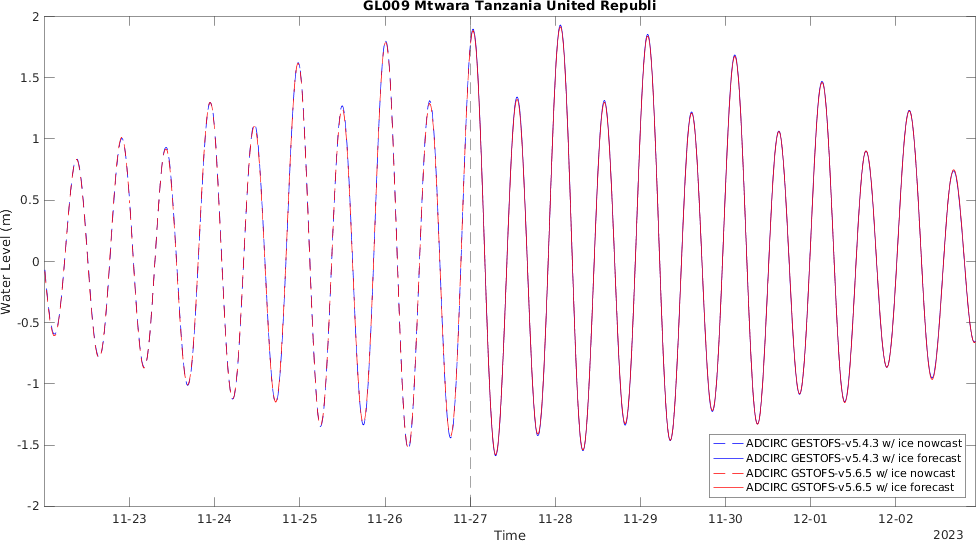 GL009 Mtwara Tanzania United Republi
2
1.5
1
0.5
0
-0.5
-1
-1.5
-2
Water Level (m)
ADCIRC GESTOFS-v5.4.3 w/ ice nowcast
ADCIRC GESTOFS-v5.4.3 w/ ice forecast
ADCIRC GSTOFS-v5.6.5 w/ ice nowcast
ADCIRC GSTOFS-v5.6.5 w/ ice forecast
11-23 11-24 11-25 11-26 11-27 11-28 11-29 11-30 12-01 12-02
Time
2023